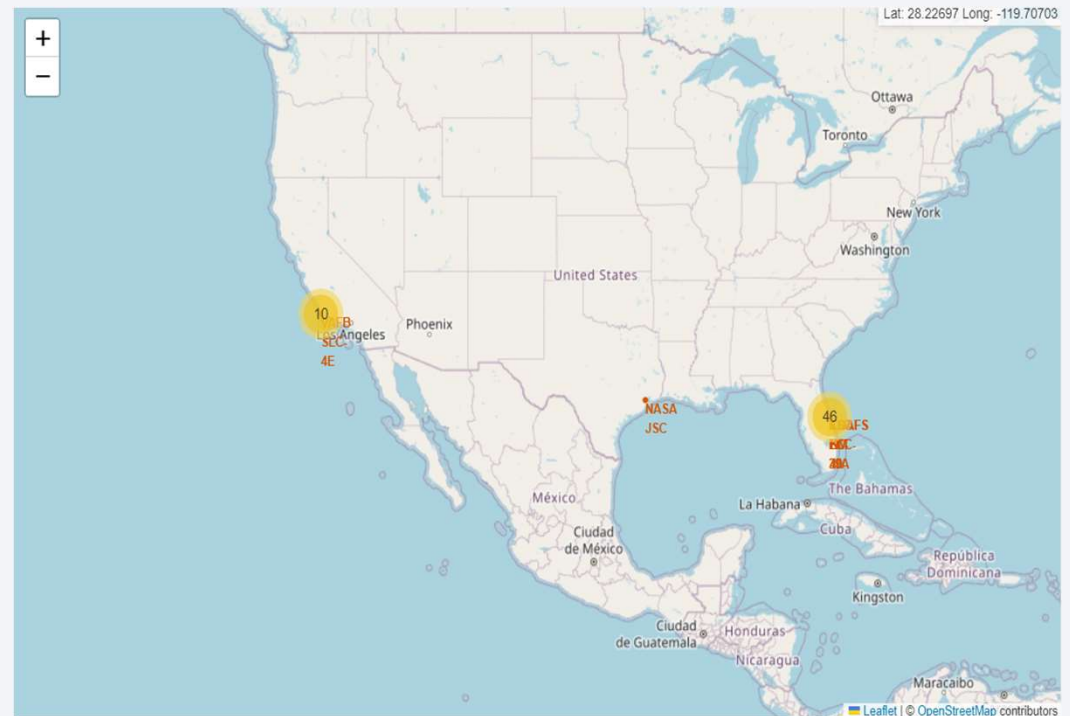 Lat: 28.22697 Long: -119.70703
+
−
Ottawa
Toronto
New York
Washington
United States
10
Los Angeles
SLC-
4E
Phoenix
NASA
JSC
46
The Bahamas
La Habana
Cuba
México
Ciudad
de México
República
Dominicana
Kingston
Ciudad
de Guatemala
Honduras
Nicaragua
Maracaibo
Leaflet | © OpenStreetMap contributors